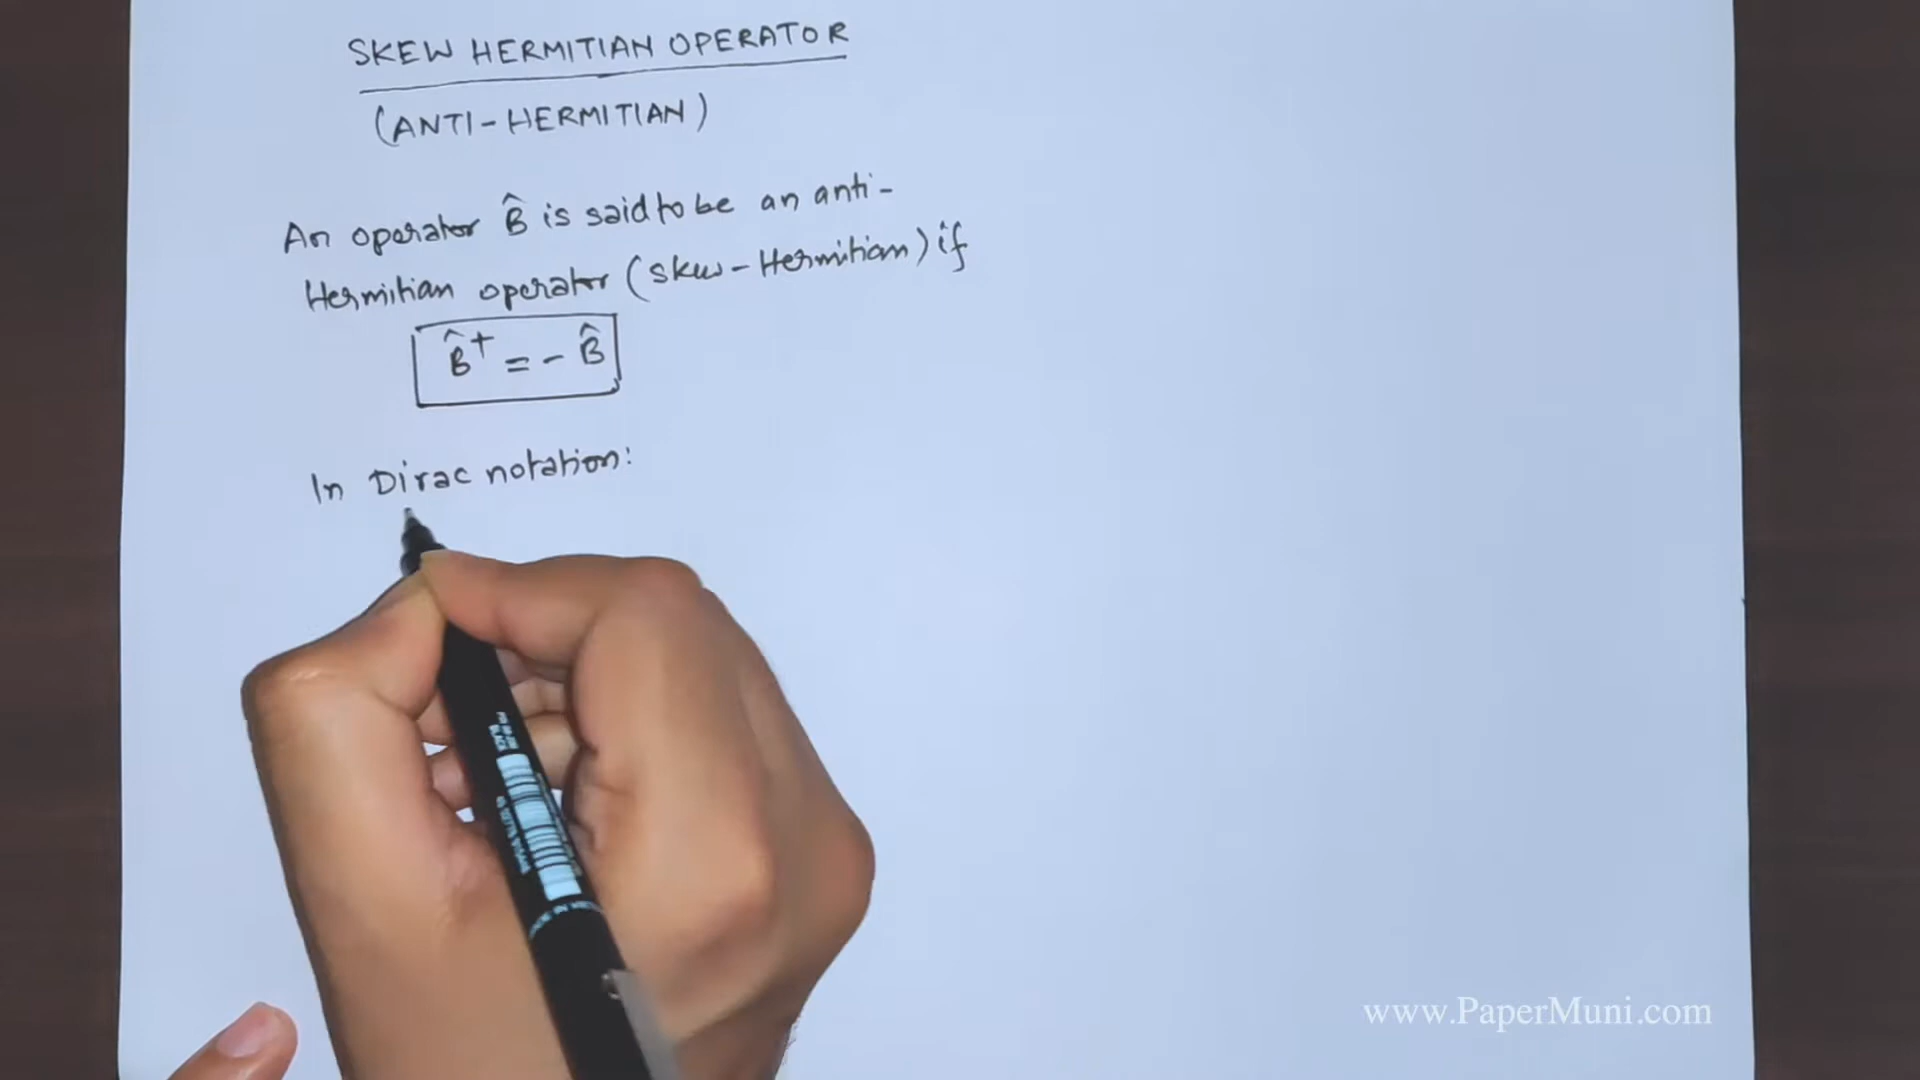 SKEW HERMITIAN OPERATOR
(ANTI-HERMITIAN)
An operator B̂ is said to be an anti-
Hermitian operator (skew-Hermitian) if
B̂† = - B̂
In Dirac notation:
www.PaperMuni.com